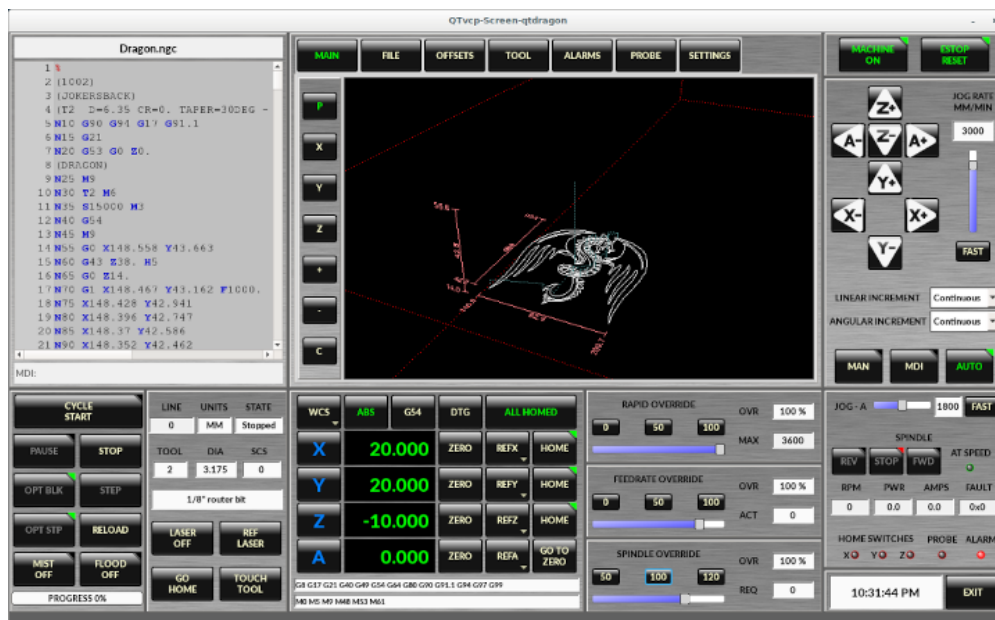 QTvcp-Screen-qtdragon
Dragon.ngc
1 %
2 (1002)
3 (JOKERSBACK)
4 (T2 D=6.35 CR=0. TAPER=30DEG -
5 N10 G90 G94 G17 G91.1
6 N15 G21
7 N20 G53 G0 Z0.
8 (DRAGON)
9 N25 M9
10 N30 T2 M6
11 N35 S15000 M3
12 N40 G54
13 N45 M9
14 N55 G0 X148.558 Y43.663
15 N60 G43 Z38. H5
16 N65 G0 Z14.
17 N70 G1 X148.467 Y43.162 F1000.
18 N75 X148.428 Y42.941
19 N80 X148.396 Y42.747
20 N85 X148.37 Y42.586
21 N90 X148.352 Y42.462
MDI:
MAIN FILE OFFSETS TOOL ALARMS PROBE SETTINGS
P
X
Y
Z
+
-
C
MACHINE ON
ESTOP RESET
JOG RATE
MM/MIN
3000
Z+
A- Z- A+
Y+
X- X+
Y-
FAST
LINEAR INCREMENT Continuous
ANGULAR INCREMENT Continuous
MAN MDI AUTO
CYCLE START
PAUSE STOP
OPT BLK STEP
OPT STP RELOAD
MIST OFF FLOOD OFF
PROGRESS 0%
LINE UNITS STATE
0 MM Stopped
TOOL DIA SCS
2 3.175 0
1/8" router bit
LASER OFF REF LASER
GO HOME TOUCH TOOL
WCS ABS G54 DTG ALL HOMED
X 20.000 ZERO REFX HOME
Y 20.000 ZERO REFY HOME
Z -10.000 ZERO REFZ HOME
A 0.000 ZERO REFA GO TO ZERO
G8 G17 G21 G40 G49 G54 G64 G80 G90 G91.1 G94 G97 G99
M0 M5 M9 M48 M53 M61
RAPID OVERRIDE OVR 100 %
0 50 100
MAX 3600
FEEDRATE OVERRIDE OVR 100 %
0 50 100
ACT 0
SPINDLE OVERRIDE OVR 100 %
50 100 120
REQ 0
JOG - A 1800 FAST
SPINDLE
REV STOP FWD AT SPEED
RPM PWR AMPS FAULT
0 0.0 0.0 0x0
HOME SWITCHES PROBE ALARM
X Y Z
10:31:44 PM EXIT